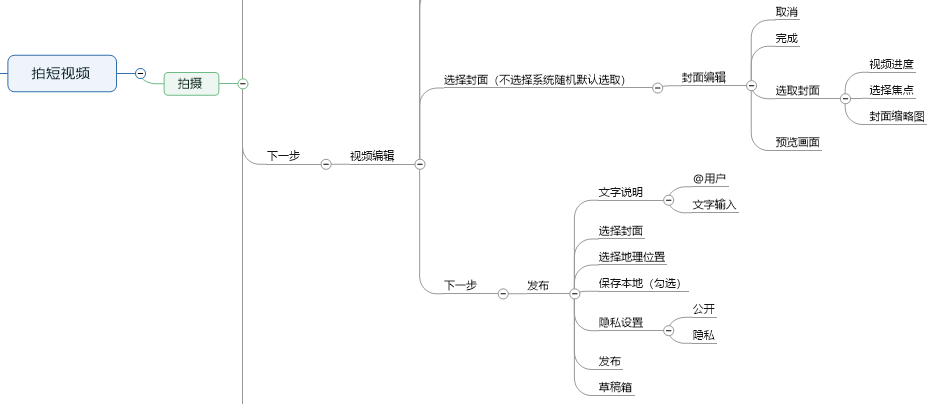 拍短视频
拍摄
下一步
视频编辑
选择封面（不选择系统随机默认选取）
封面编辑
取消
完成
选取封面
视频进度
选择焦点
封面缩略图
预览画面
下一步
发布
文字说明
@用户
文字输入
选择封面
选择地理位置
保存本地（勾选）
隐私设置
公开
隐私
发布
草稿箱